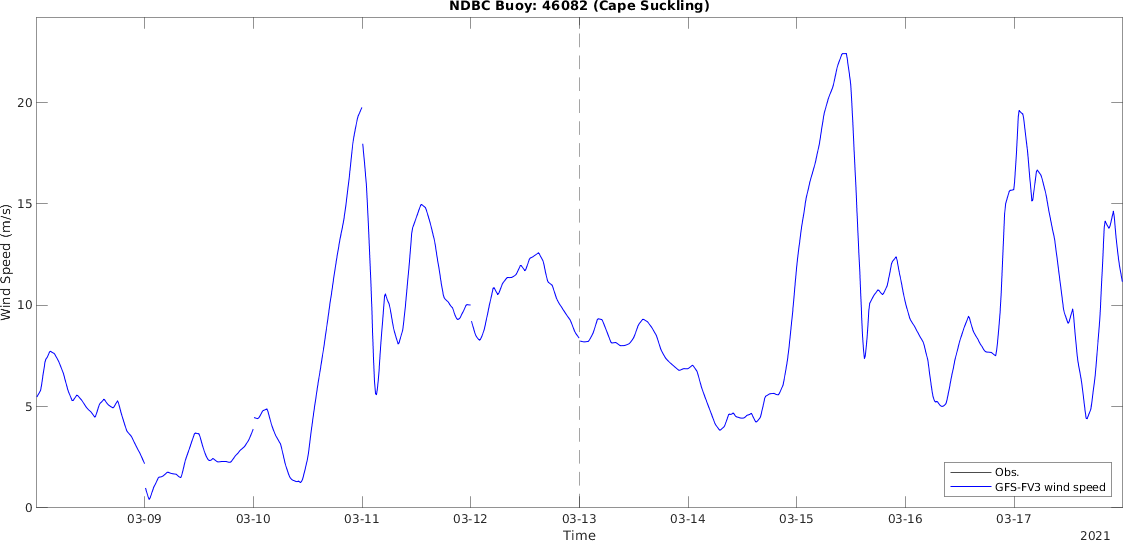 NDBC Buoy: 46082 (Cape Suckling)
20
15
10
5
0
Wind Speed (m/s)
03-09 03-10 03-11 03-12 03-13 03-14 03-15 03-16 03-17
Time
2021
Obs.
GFS-FV3 wind speed